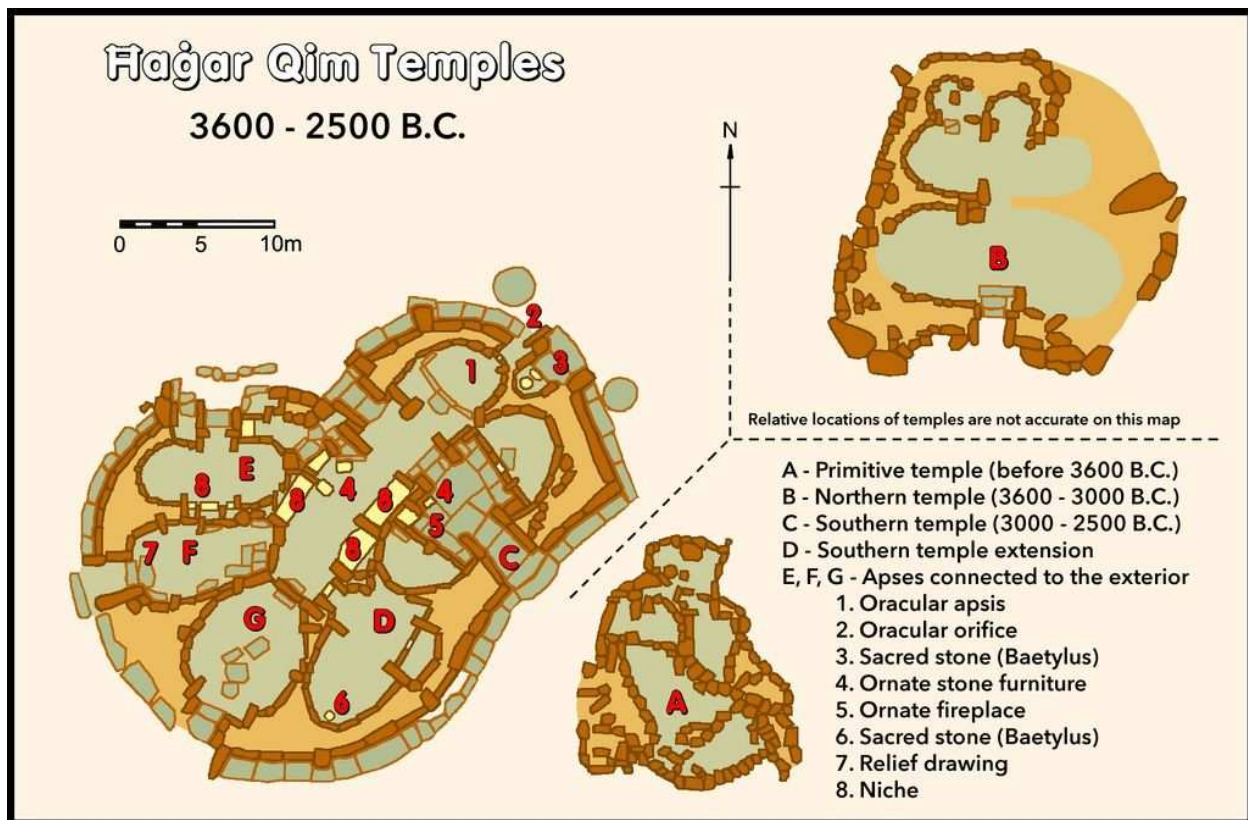 Ħaġar Qim Temples
3600 - 2500 B.C.
N
0 5 10m
B
2
1
3
Relative locations of temples are not accurate on this map
E
8
8
4
8
4
5
7
F
8
C
G
D
6
A
A - Primitive temple (before 3600 B.C.)
B - Northern temple (3600 - 3000 B.C.)
C - Southern temple (3000 - 2500 B.C.)
D - Southern temple extension
E, F, G - Apses connected to the exterior
1. Oracular apsis
2. Oracular orifice
3. Sacred stone (Baetylus)
4. Ornate stone furniture
5. Ornate fireplace
6. Sacred stone (Baetylus)
7. Relief drawing
8. Niche